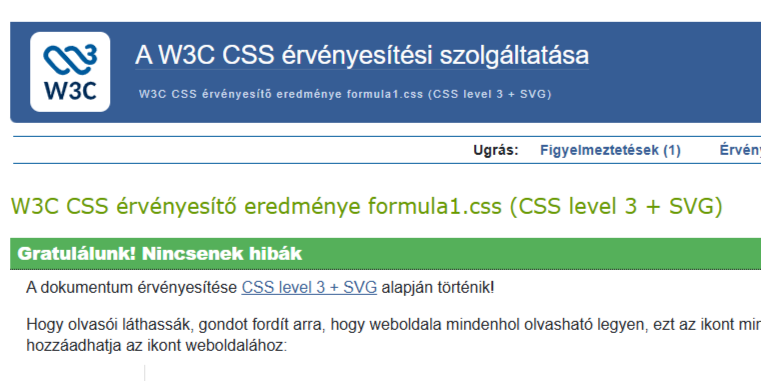 W3C
A W3C CSS érvényesítési szolgáltatása
W3C CSS érvényesítő eredménye formula1.css (CSS level 3 + SVG)
Ugrás: Figyelmeztetések (1)
W3C CSS érvényesítő eredménye formula1.css (CSS level 3 + SVG)
Gratulálunk! Nincsenek hibák
A dokumentum érvényesítése CSS level 3 + SVG alapján történik!
Hogy olvasói láthassák, gondot fordít arra, hogy weboldala mindenhol olvasható legyen, ezt az ikont
hozzáadhatja az ikont weboldalához: